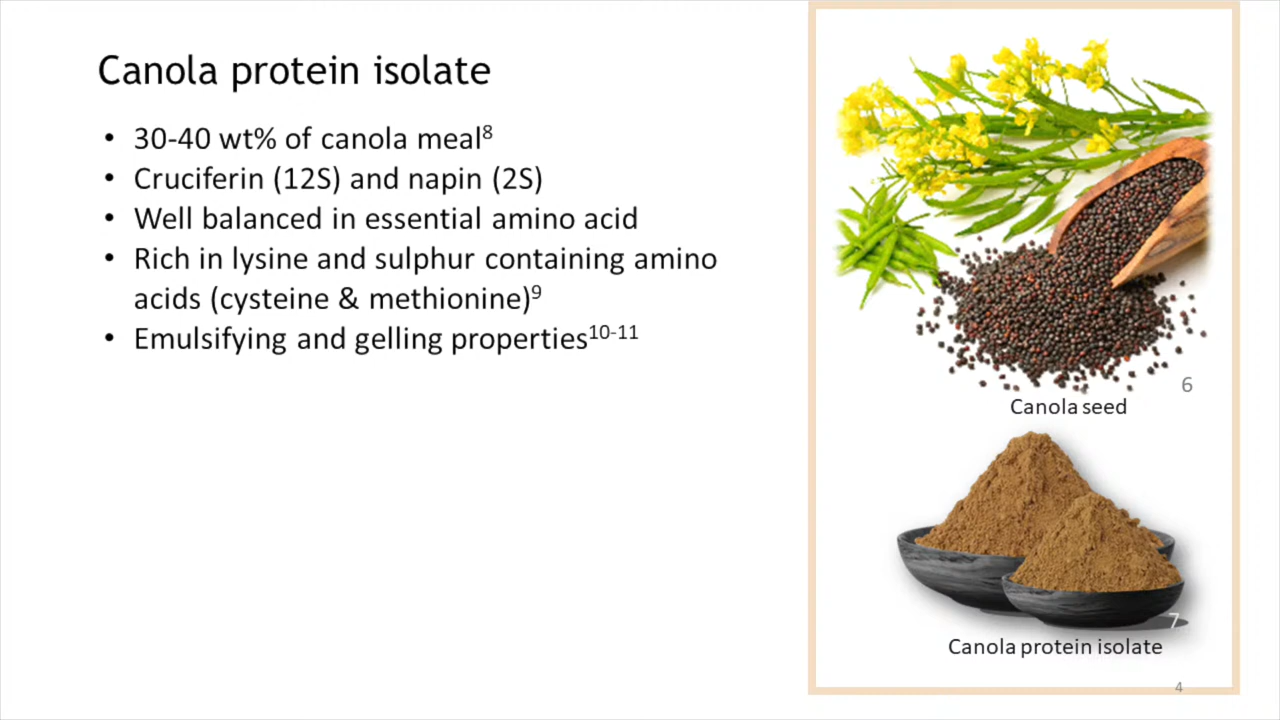 Canola protein isolate
• 30-40 wt% of canola meal⁸
• Cruciferin (12S) and napin (2S)
• Well balanced in essential amino acid
• Rich in lysine and sulphur containing amino
acids (cysteine & methionine)⁹
• Emulsifying and gelling properties¹⁰⁻¹¹
6
Canola seed
7
Canola protein isolate
4